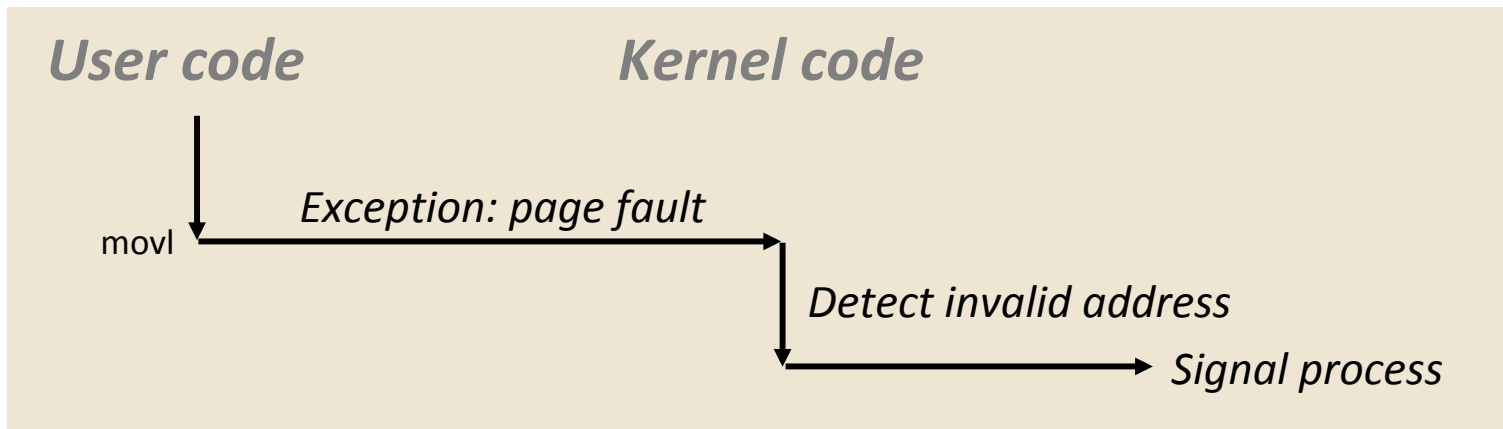 User code
Kernel code
Exception: page fault
movl
Detect invalid address
Signal process